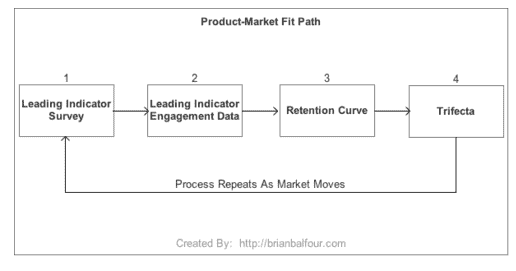 Product-Market Fit Path
1
2
3
4
Leading Indicator
Survey
Leading Indicator
Engagement Data
Retention Curve
Trifecta
Process Repeats As Market Moves
Created By: http://brianbalfour.com